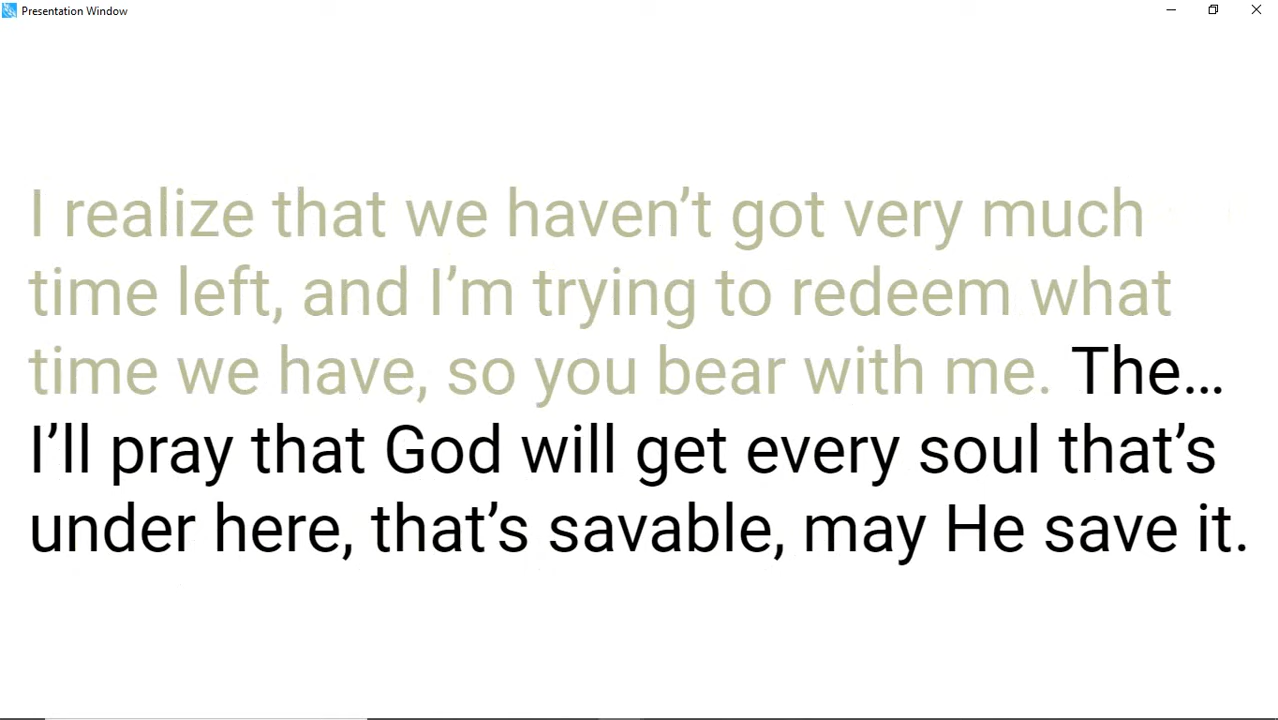 Presentation Window
I realize that we haven’t got very much
time left, and I’m trying to redeem what
time we have, so you bear with me. The…
I’ll pray that God will get every soul that’s
under here, that’s savable, may He save it.